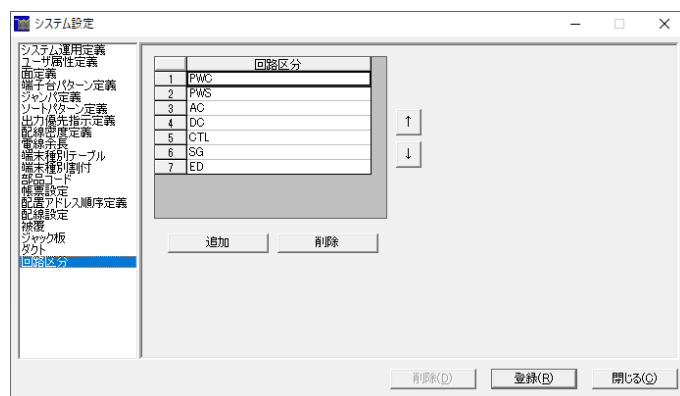 システム設定
システム運用定義
ユーザ属性定義
面定義
端子台パターン定義
ジャンパ定義
ソートパターン定義
出力優先指示定義
配線密度定義
電線余長
端末種別テーブル
端末種別割付
部品コード
帳票設定
配置アドレス順序定義
配線設定
被覆
ジャック板
ダクト
回路区分
回路区分
1 PWC
2 PWS
3 AC
4 DC
5 CTL
6 SG
7 ED
↑
↓
追加 削除
削除(D) 登録(R) 閉じる(C)